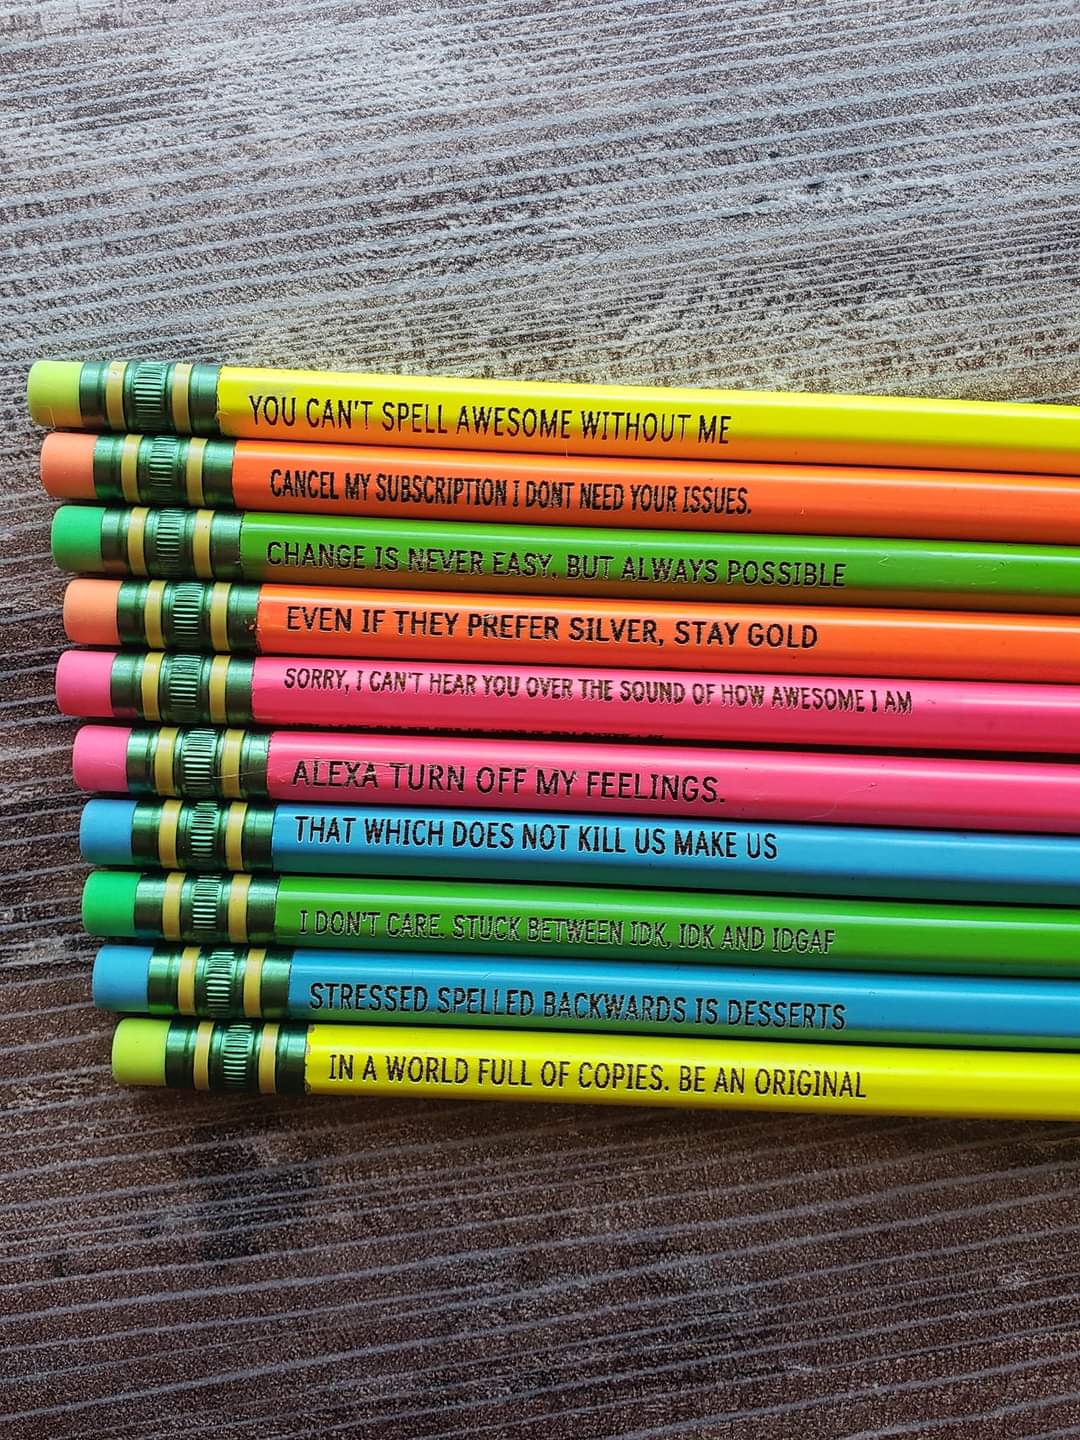 YOU CAN'T SPELL AWESOME WITHOUT ME
CANCEL MY SUBSCRIPTION I DONT NEED YOUR ISSUES.
CHANGE IS NEVER EASY. BUT ALWAYS POSSIBLE
EVEN IF THEY PREFER SILVER, STAY GOLD
SORRY, I CAN'T HEAR YOU OVER THE SOUND OF HOW AWESOME I AM
ALEXA TURN OFF MY FEELINGS.
THAT WHICH DOES NOT KILL US MAKE US
I DON'T CARE. STUCK BETWEEN IDK, IDK AND IDGAF
STRESSED SPELLED BACKWARDS IS DESSERTS
IN A WORLD FULL OF COPIES. BE AN ORIGINAL